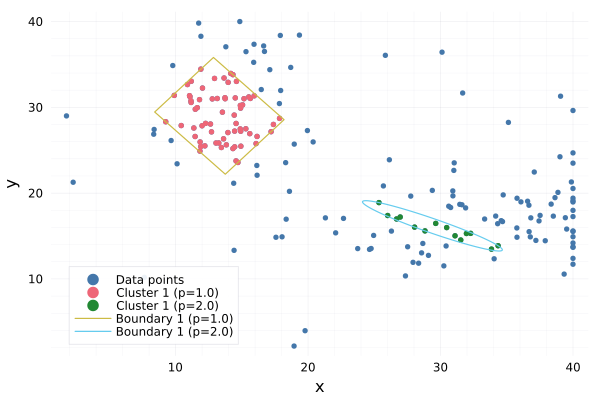 40
30
20
10
y
Data points
Cluster 1 (p=1.0)
Cluster 1 (p=2.0)
Boundary 1 (p=1.0)
Boundary 1 (p=2.0)
10 20 30 40
x